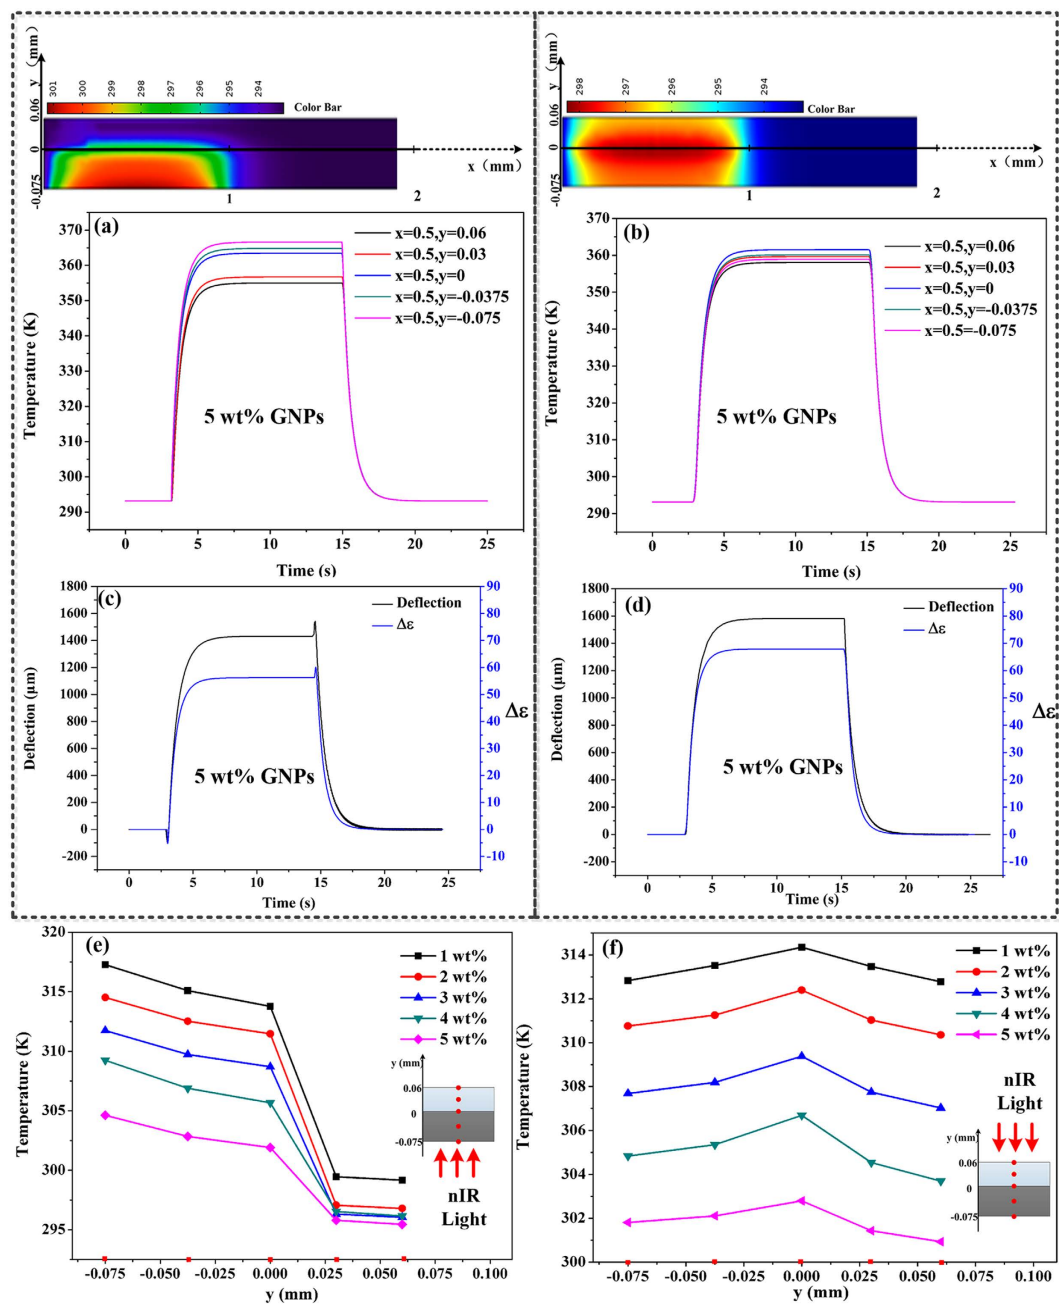 y (mm)
0.06
0
-0.075
301 300 299 298 297 296 295 294
Color Bar
x (mm)
1
2
y (mm)
0.06
0
-0.075
298 297 296 295 294
Color Bar
x (mm)
1
2
(a)
x=0.5,y=0.06
x=0.5,y=0.03
x=0.5,y=0
x=0.5,y=-0.0375
x=0.5,y=-0.075
5 wt% GNPs
Temperature (K)
370
360
350
340
330
320
310
300
290
0 5 10 15 20 25
Time (s)
(b)
x=0.5,y=0.06
x=0.5,y=0.03
x=0.5,y=0
x=0.5,y=-0.0375
x=0.5=-0.075
5 wt% GNPs
Temperature (K)
370
360
350
340
330
320
310
300
290
0 5 10 15 20 25
Time (s)
(c)
Deflection
Δε
5 wt% GNPs
Deflection (μm)
1800
1600
1400
1200
1000
800
600
400
200
0
-200
90
80
70
60
50
40
30
20
10
0
-10
Δε
0 5 10 15 20 25
Time (s)
(d)
Deflection
Δε
5 wt% GNPs
Deflection (μm)
1800
1600
1400
1200
1000
800
600
400
200
0
-200
90
80
70
60
50
40
30
20
10
0
-10
Δε
0 5 10 15 20 25
Time (s)
(e)
1 wt%
2 wt%
3 wt%
4 wt%
5 wt%
Temperature (K)
320
315
310
305
300
295
y (mm)
0.06
0
-0.075
nIR
Light
-0.075 -0.050 -0.025 0.000 0.025 0.050 0.075 0.100
y (mm)
(f)
1 wt%
2 wt%
3 wt%
4 wt%
5 wt%
Temperature (K)
314
312
310
308
306
304
302
300
nIR
Light
y (mm)
0.06
0
-0.075
-0.075 -0.050 -0.025 0.000 0.025 0.050 0.075 0.100
y (mm)